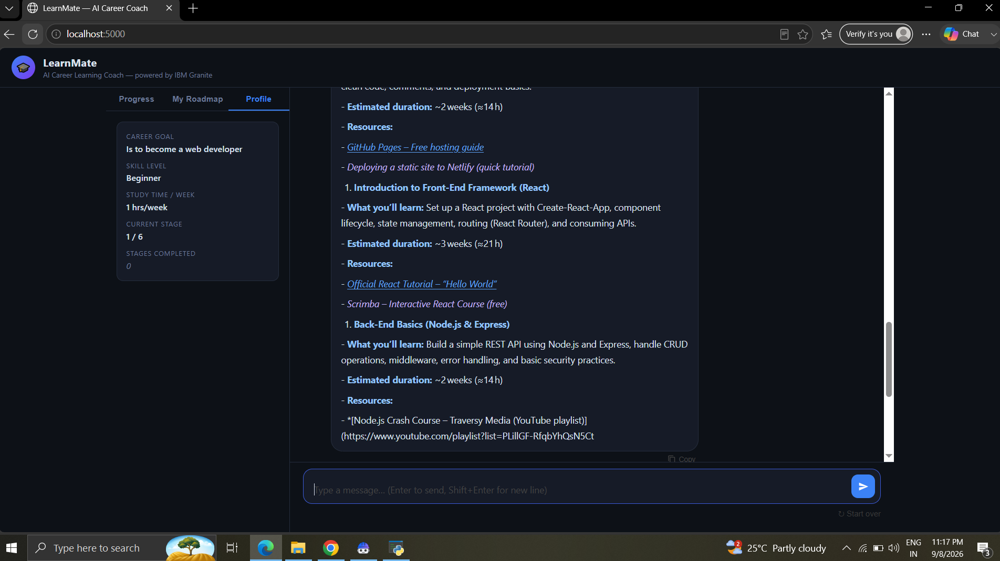 LearnMate — AI Career Coach
localhost:5000
Verify it's you
Chat
LearnMate
AI Career Learning Coach — powered by IBM Granite
Progress
My Roadmap
Profile
CAREER GOAL
Is to become a web developer
SKILL LEVEL
Beginner
STUDY TIME / WEEK
1 hrs/week
CURRENT STAGE
1 / 6
STAGES COMPLETED
0
clean code, comments, and deployment basics.
- Estimated duration: ~2 weeks (≈14 h)
- Resources:
- GitHub Pages – Free hosting guide
- Deploying a static site to Netlify (quick tutorial)
1. Introduction to Front-End Framework (React)
- What you’ll learn: Set up a React project with Create-React-App, component
lifecycle, state management, routing (React Router), and consuming APIs.
- Estimated duration: ~3 weeks (≈21 h)
- Resources:
- Official React Tutorial – “Hello World”
- Scrimba – Interactive React Course (free)
1. Back-End Basics (Node.js & Express)
- What you’ll learn: Build a simple REST API using Node.js and Express, handle CRUD
operations, middleware, error handling, and basic security practices.
- Estimated duration: ~2 weeks (≈14 h)
- Resources:
- *[Node.js Crash Course – Traversy Media (YouTube playlist)]
(https://www.youtube.com/playlist?list=PLillGF-RfqbYhQsN5Ct
Copy
Type a message... (Enter to send, Shift+Enter for new line)
↻ Start over
Type here to search
2
25°C Partly cloudy
ENG
IN
11:17 PM
9/8/2026
3